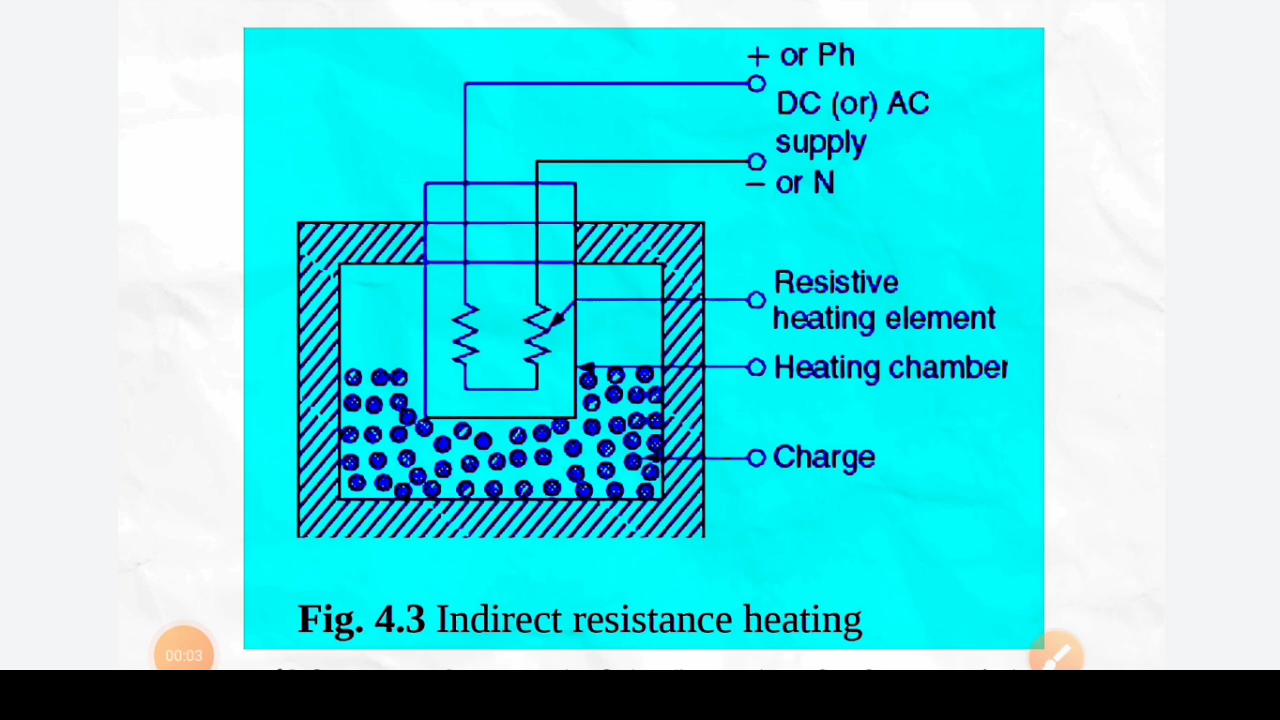 + or Ph
DC (or) AC
supply
− or N
Resistive
heating element
Heating chamber
Charge
Fig. 4.3 Indirect resistance heating
00:03